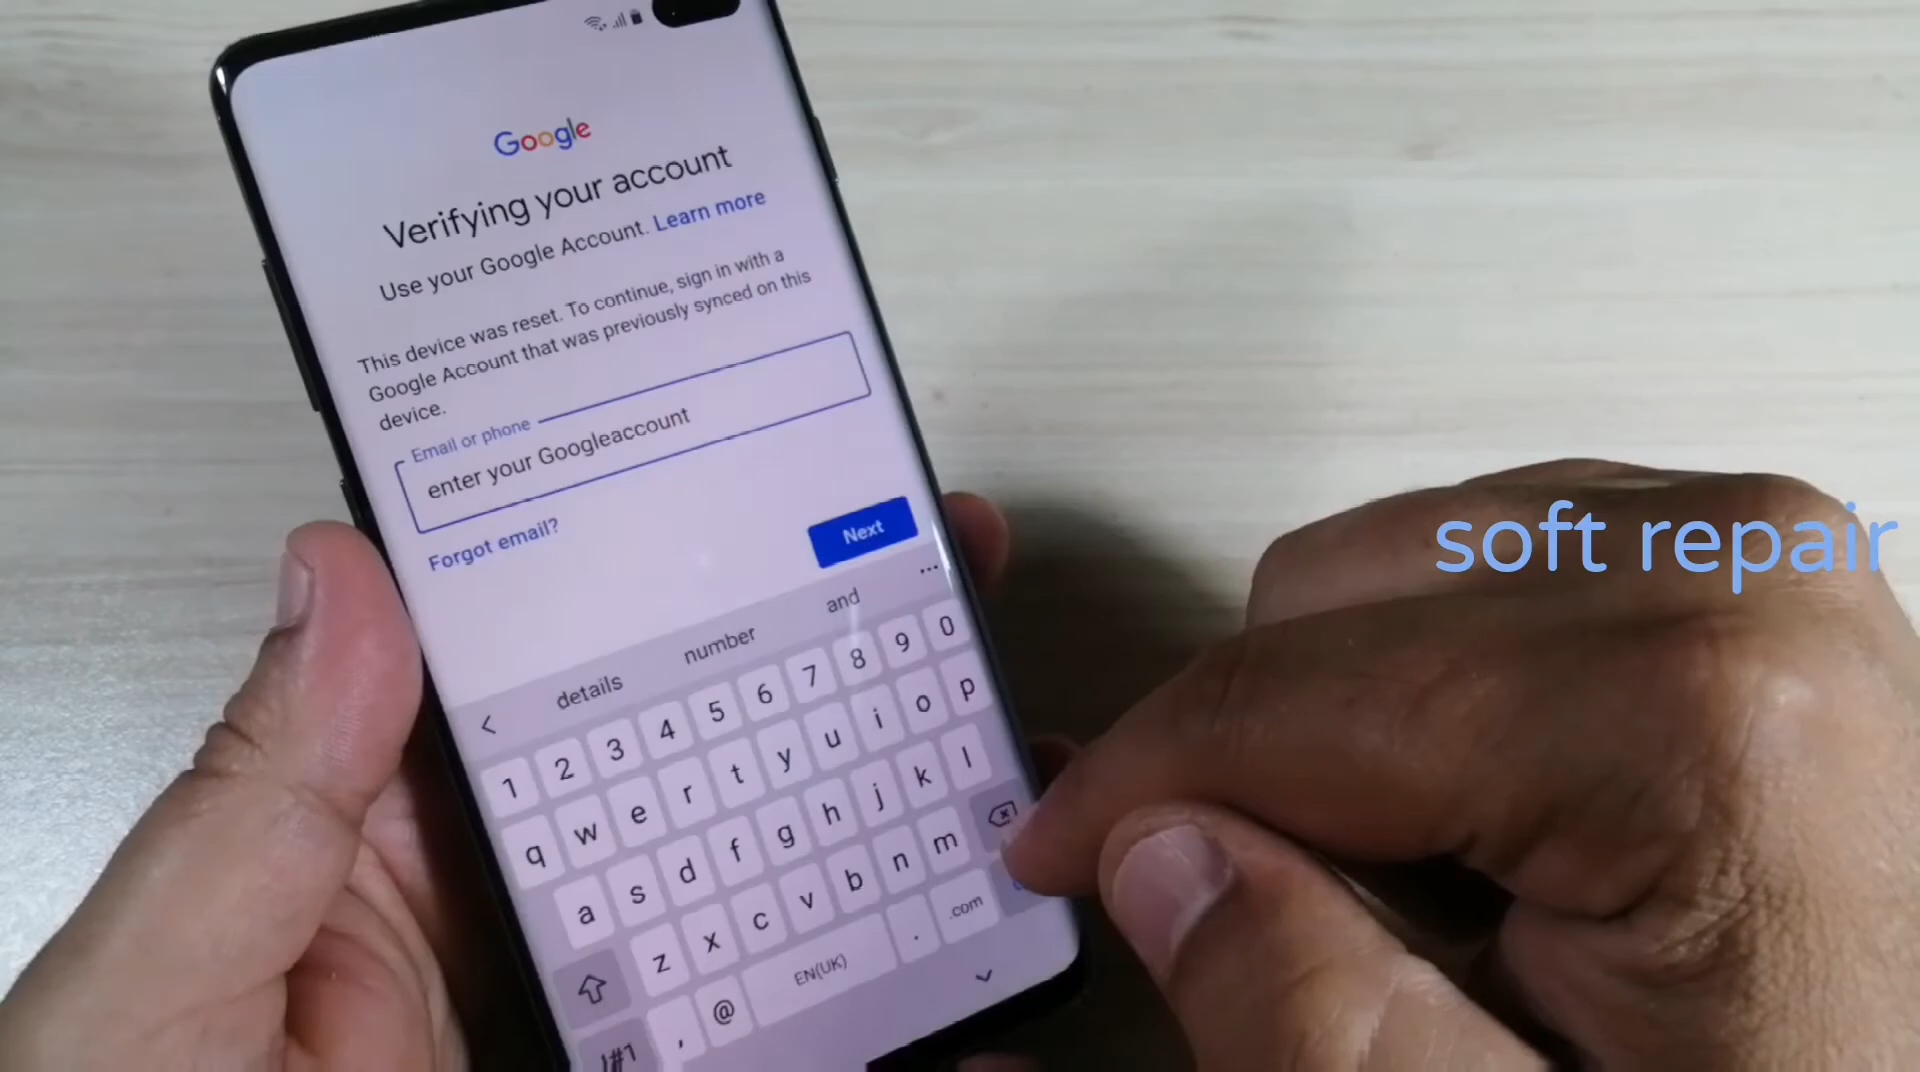 Google
Verifying your account
Use your Google Account. Learn more
This device was reset. To continue, sign in with a
Google Account that was previously synced on this
device.
Email or phone
enter your Googleaccount
Forgot email?
Next
soft repair
< details number and ...
1 2 3 4 5 6 7 8 9 0
q w e r t y u i o p
a s d f g h j k l
z x c v b n m
!#1 , @ EN(UK) . .com